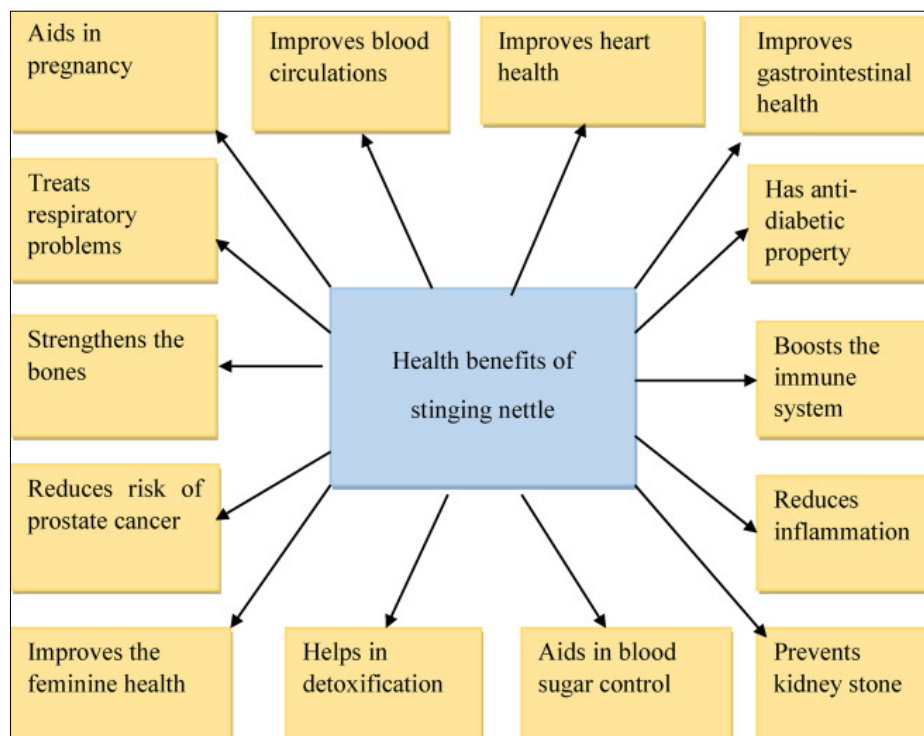 Aids in
pregnancy
Improves blood
circulations
Improves heart
health
Improves
gastrointestinal
health
Treats
respiratory
problems
Has anti-
diabetic
property
Strengthens the
bones
Health benefits of
stinging nettle
Boosts the
immune
system
Reduces risk of
prostate cancer
Reduces
inflammation
Improves the
feminine health
Helps in
detoxification
Aids in blood
sugar control
Prevents
kidney stone